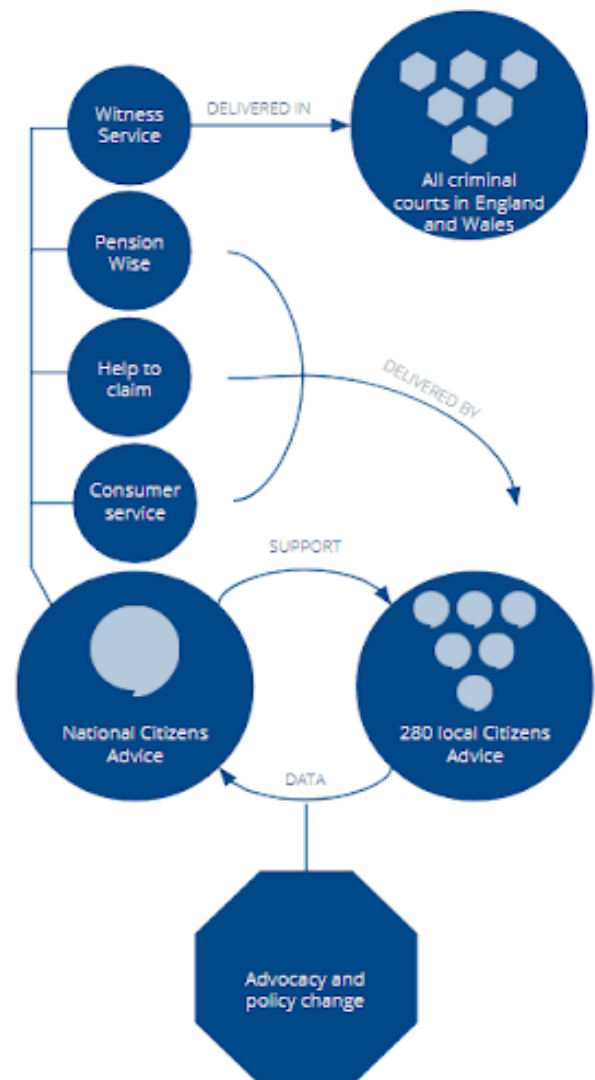 Witness
Service
DELIVERED IN
All criminal
courts in England
and Wales
Pension
Wise
Help to
claim
DELIVERED BY
Consumer
service
SUPPORT
National Citizens
Advice
280 local Citizens
Advice
DATA
Advocacy and
policy change